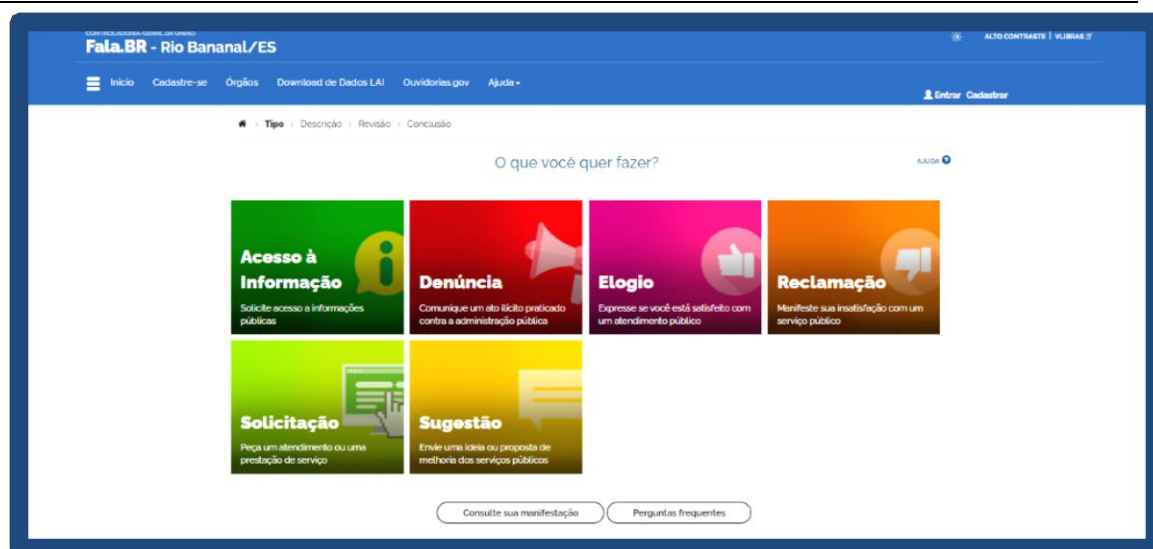 CONTROLADORIA-GERAL DA UNIÃO
Fala.BR - Rio Bananal/ES
ALTO CONTRASTE | VLIBRAS
Início Cadastre-se Órgãos Download de Dados LAI Ouvidorias.gov Ajuda
Entrar Cadastrar
Tipo › Descrição › Revisão › Conclusão
O que você quer fazer?
AJUDA
Acesso à
Informação
Solicite acesso a informações
públicas
Denúncia
Comunique um ato ilícito praticado
contra a administração pública
Elogio
Expresse se você está satisfeito com
um atendimento público
Reclamação
Manifeste sua insatisfação com um
serviço público
Solicitação
Peça um atendimento ou uma
prestação de serviço
Sugestão
Envie uma ideia ou proposta de
melhoria dos serviços públicos
Consulte sua manifestação
Perguntas frequentes